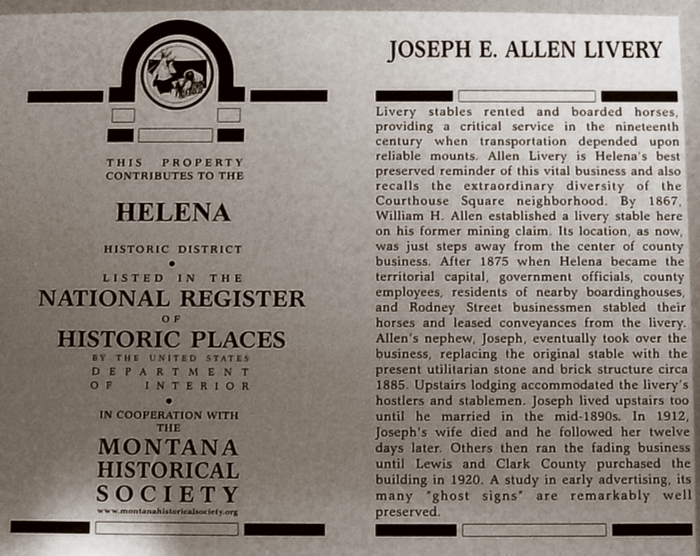 THIS PROPERTY
CONTRIBUTES TO THE
HELENA
HISTORIC DISTRICT
•
LISTED IN THE
NATIONAL REGISTER
OF
HISTORIC PLACES
BY THE UNITED STATES
DEPARTMENT
OF INTERIOR
•
IN COOPERATION WITH
THE
MONTANA
HISTORICAL
SOCIETY
www.montanahistoricalsociety.org
JOSEPH E. ALLEN LIVERY
Livery stables rented and boarded horses,
providing a critical service in the nineteenth
century when transportation depended upon
reliable mounts. Allen Livery is Helena's best
preserved reminder of this vital business and also
recalls the extraordinary diversity of the
Courthouse Square neighborhood. By 1867,
William H. Allen established a livery stable here
on his former mining claim. Its location, as now,
was just steps away from the center of county
business. After 1875 when Helena became the
territorial capital, government officials, county
employees, residents of nearby boardinghouses,
and Rodney Street businessmen stabled their
horses and leased conveyances from the livery.
Allen's nephew, Joseph, eventually took over the
business, replacing the original stable with the
present utilitarian stone and brick structure circa
1885. Upstairs lodging accommodated the livery's
hostlers and stablemen. Joseph lived upstairs too
until he married in the mid-1890s. In 1912,
Joseph's wife died and he followed her twelve
days later. Others then ran the fading business
until Lewis and Clark County purchased the
building in 1920. A study in early advertising, its
many "ghost signs" are remarkably well
preserved.